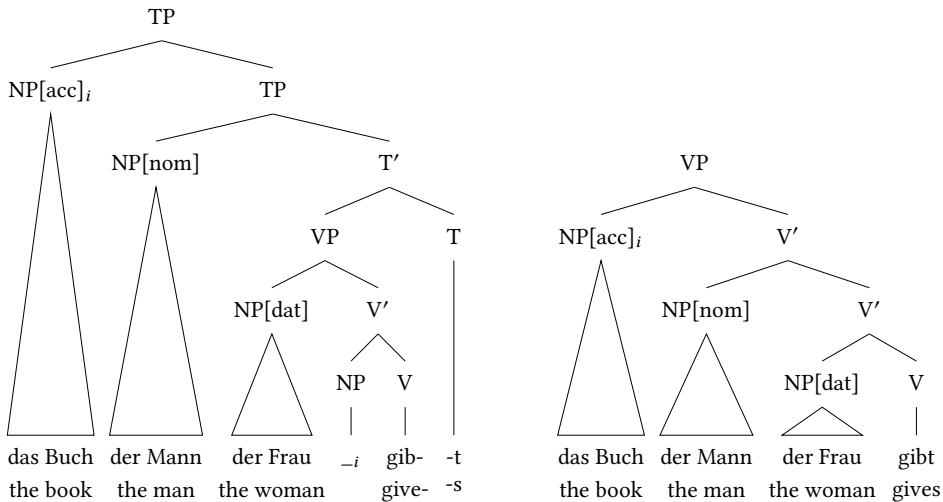 TP
NP[acc]i TP
NP[nom] T′ VP
VP T NP[acc]i V′
NP[dat] V′ NP[nom] V′
NP V NP[dat] V
das Buch der Mann der Frau _i gib- -t das Buch der Mann der Frau gibt
the book the man the woman give- -s the book the man the woman gives